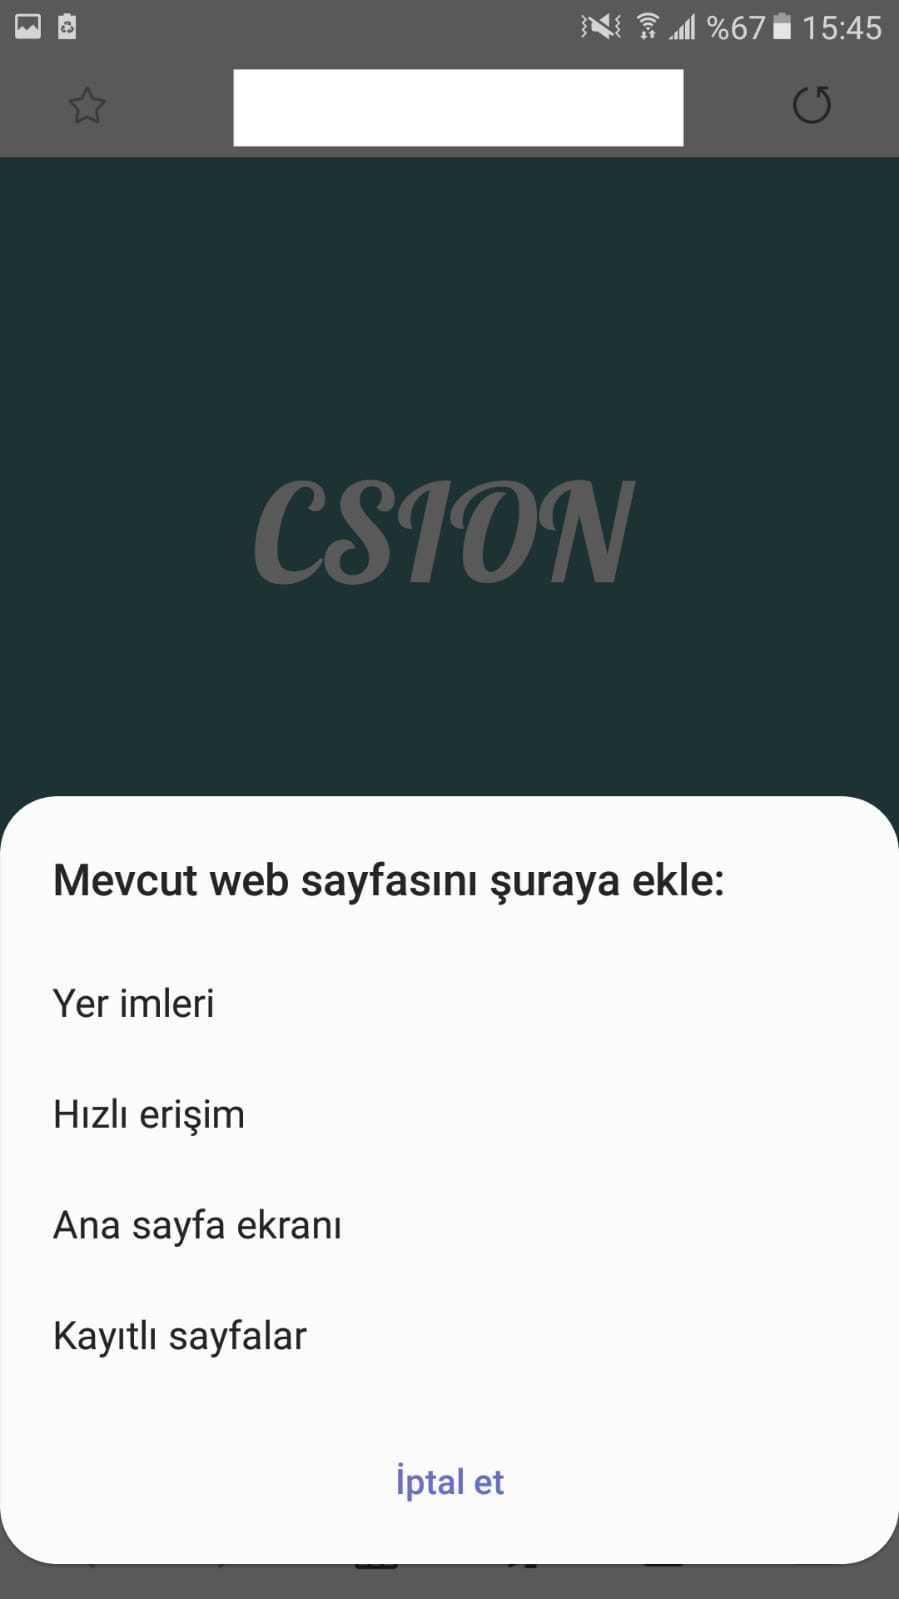 %67 15:45
CSION
Mevcut web sayfasını şuraya ekle:
Yer imleri
Hızlı erişim
Ana sayfa ekranı
Kayıtlı sayfalar
İptal et